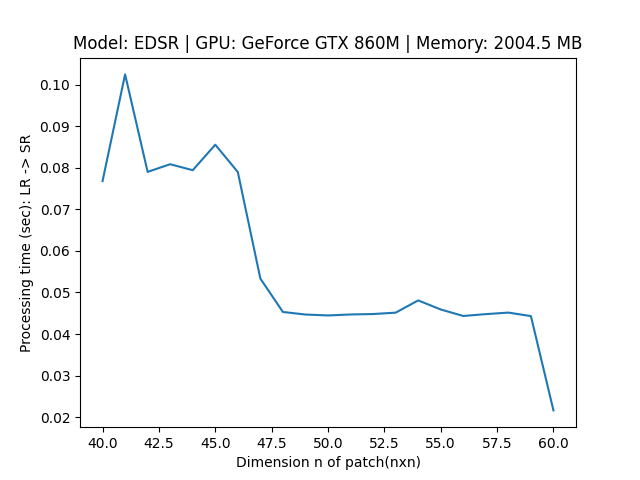 Model: EDSR | GPU: GeForce GTX 860M | Memory: 2004.5 MB
Processing time (sec): LR -> SR
0.10
0.09
0.08
0.07
0.06
0.05
0.04
0.03
0.02
40.0 42.5 45.0 47.5 50.0 52.5 55.0 57.5 60.0
Dimension n of patch(nxn)